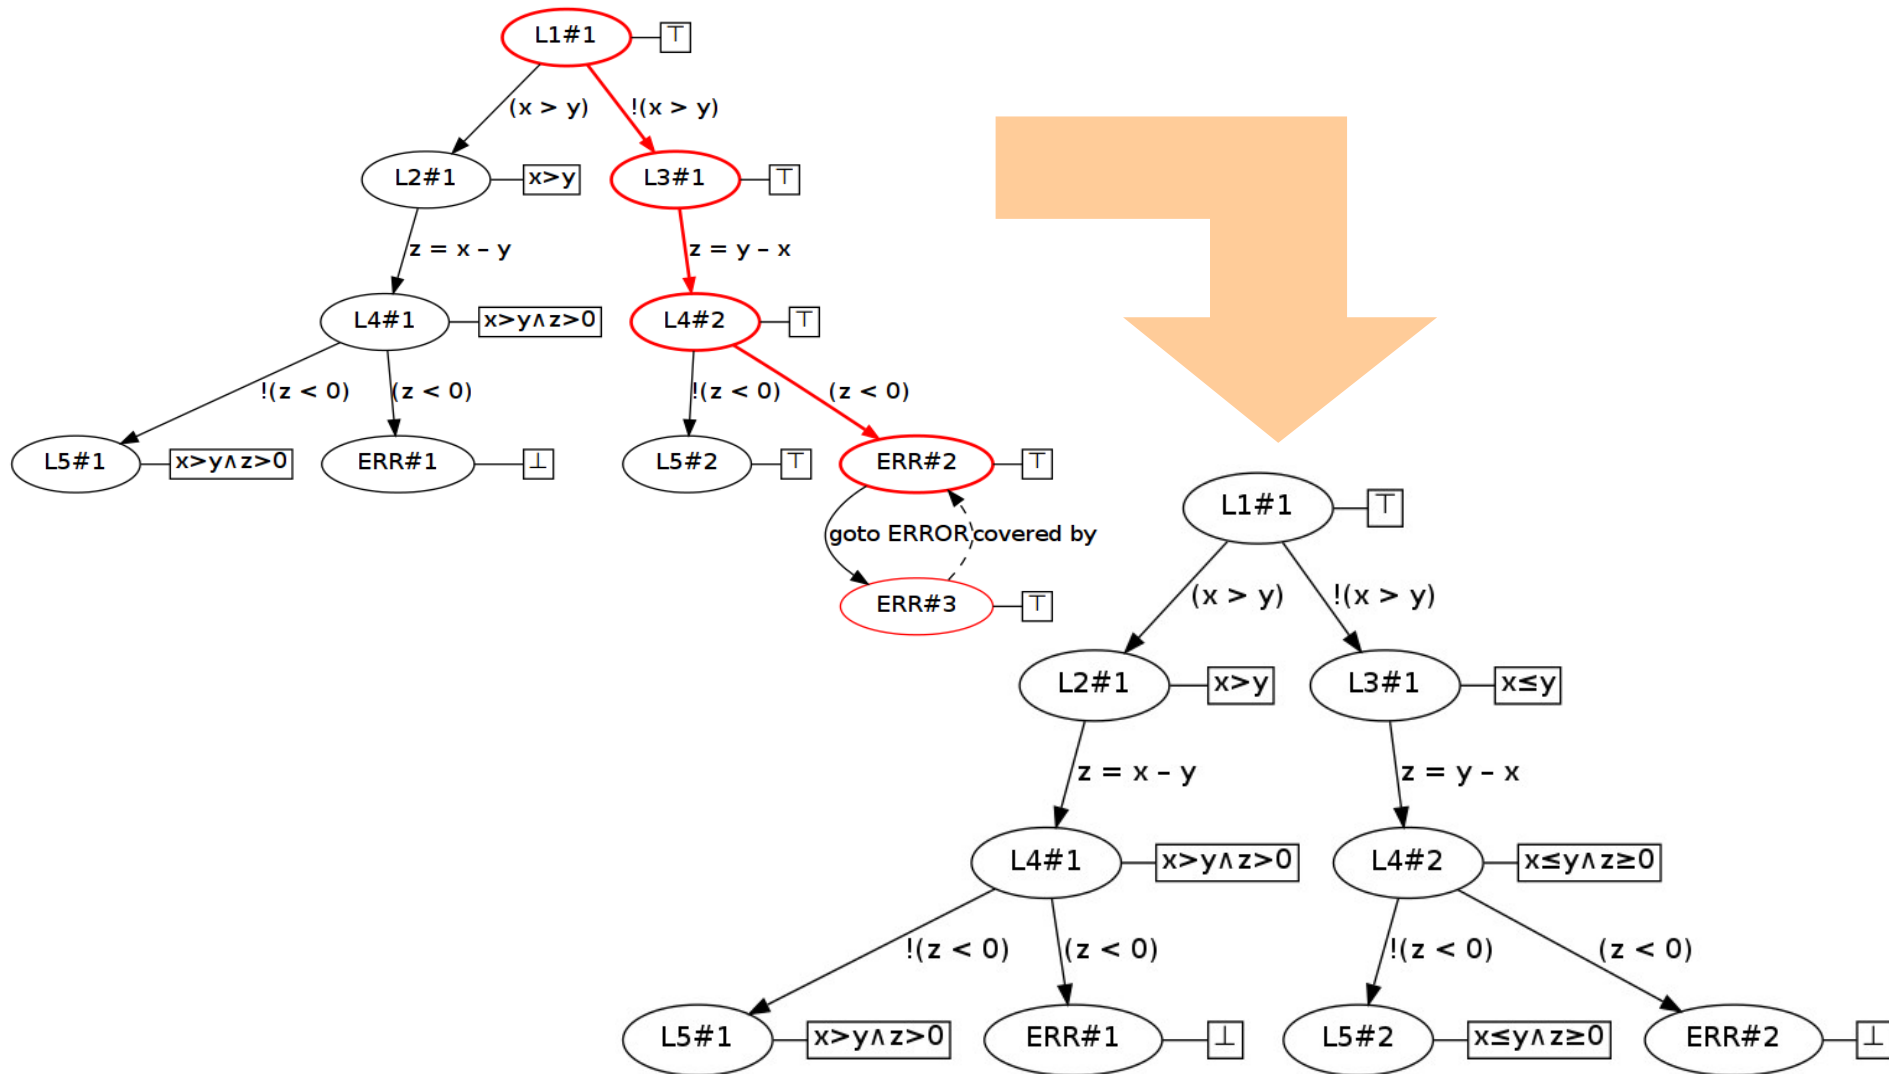 L1#1 ⊤
(x > y) !(x > y)
L2#1 x>y L3#1 ⊤
z = x – y z = y – x
L4#1 x>y∧z>0 L4#2 ⊤
!(z < 0) (z < 0) !(z < 0) (z < 0)
L5#1 x>y∧z>0 ERR#1 ⊥ L5#2 ⊤ ERR#2 ⊤
goto ERROR covered by
ERR#3 ⊤
L1#1 ⊤
(x > y) !(x > y)
L2#1 x>y L3#1 x≤y
z = x – y z = y – x
L4#1 x>y∧z>0 L4#2 x≤y∧z≥0
!(z < 0) (z < 0) !(z < 0) (z < 0)
L5#1 x>y∧z>0 ERR#1 ⊥ L5#2 x≤y∧z≥0 ERR#2 ⊥